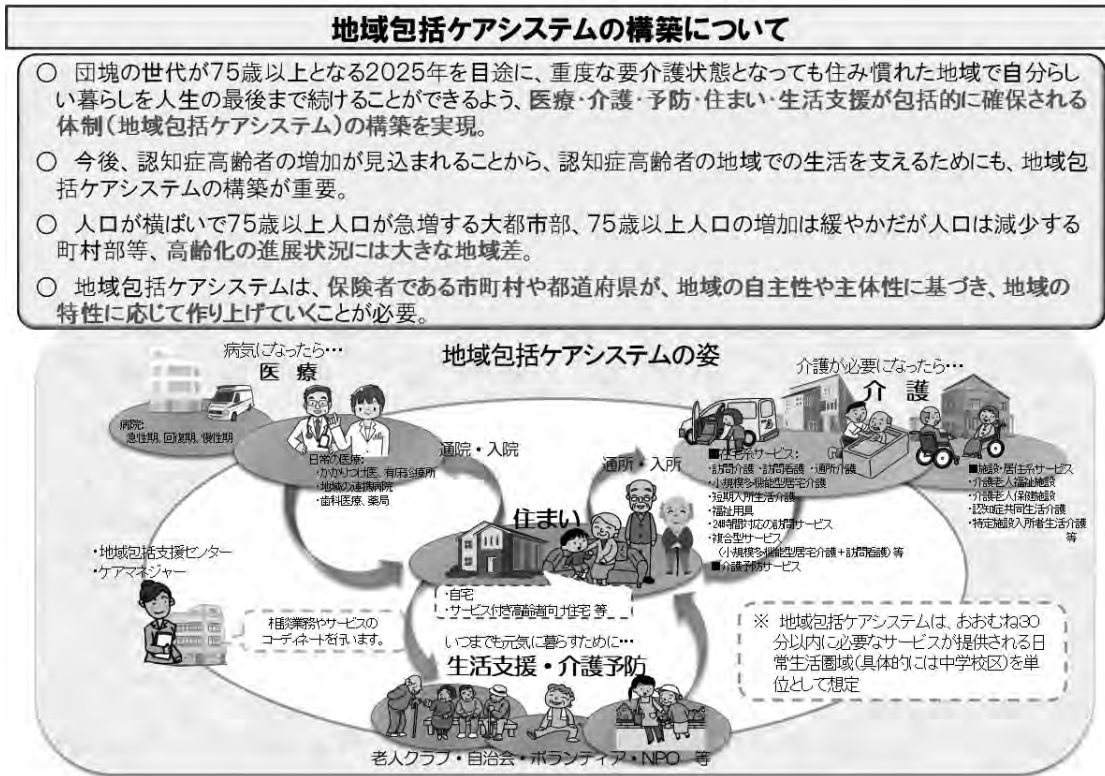 地域包括ケアシステムの構築について
○ 団塊の世代が75歳以上となる2025年を目途に、重度な要介護状態となっても住み慣れた地域で自分らし
い暮らしを人生の最後まで続けることができるよう、医療・介護・予防・住まい・生活支援が包括的に確保される
体制(地域包括ケアシステム)の構築を実現。
○ 今後、認知症高齢者の増加が見込まれることから、認知症高齢者の地域での生活を支えるためにも、地域包
括ケアシステムの構築が重要。
○ 人口が横ばいで75歳以上人口が急増する大都市部、75歳以上人口の増加は緩やかだが人口は減少する
町村部等、高齢化の進展状況には大きな地域差。
○ 地域包括ケアシステムは、保険者である市町村や都道府県が、地域の自主性や主体性に基づき、地域の
特性に応じて作り上げていくことが必要。
地域包括ケアシステムの姿
病気になったら…
医 療
病院:
急性期、回復期、慢性期
日常の医療:
・かかりつけ医、有床診療所
・地域の連携病院
・歯科医療、薬局
通院・入院
通所・入所
介護が必要になったら…
介 護
■在宅系サービス:
・訪問介護・訪問看護・通所介護
・小規模多機能型居宅介護
・短期入所生活介護
・福祉用具
・24時間対応の訪問サービス
・複合型サービス
(小規模多機能型居宅介護+訪問看護)等
■介護予防サービス
■施設・居住系サービス
・介護老人福祉施設
・介護老人保健施設
・認知症共同生活介護
・特定施設入所者生活介護
等
住まい
・自宅
・サービス付き高齢者向け住宅 等
・地域包括支援センター
・ケアマネジャー
相談業務やサービスの
コーディネートを行います。
いつまでも元気に暮らすために…
生活支援・介護予防
老人クラブ・自治会・ボランティア・NPO 等
※ 地域包括ケアシステムは、おおむね30
分以内に必要なサービスが提供される日
常生活圏域(具体的には中学校区)を単
位として想定